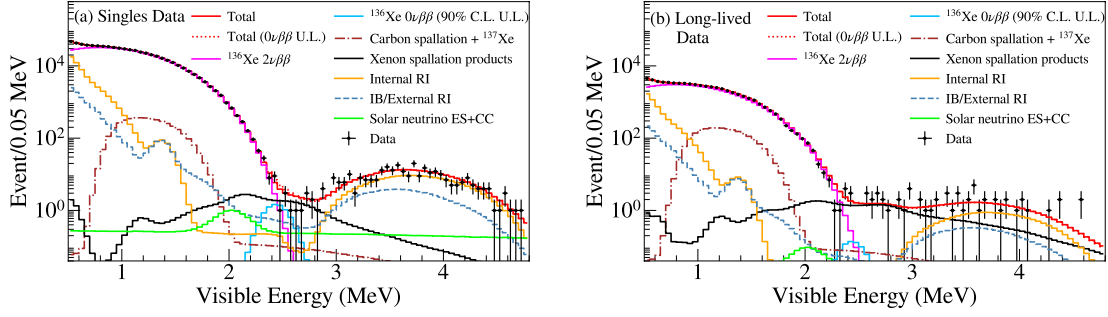 (a) Singles Data
Total
Total (0νββ U.L.)
¹³⁶Xe 2νββ
¹³⁶Xe 0νββ (90% C.L. U.L.)
Carbon spallation + ¹³⁷Xe
Xenon spallation products
Internal RI
IB/External RI
Solar neutrino ES+CC
Data
Event/0.05 MeV
10⁴
10²
10⁰
1
2
3
4
Visible Energy (MeV)
(b) Long-lived
Data
Total
Total (0νββ U.L.)
¹³⁶Xe 2νββ
¹³⁶Xe 0νββ (90% C.L. U.L.)
Carbon spallation + ¹³⁷Xe
Xenon spallation products
Internal RI
IB/External RI
Solar neutrino ES+CC
Data
Event/0.05 MeV
10⁴
10²
10⁰
1
2
3
4
Visible Energy (MeV)